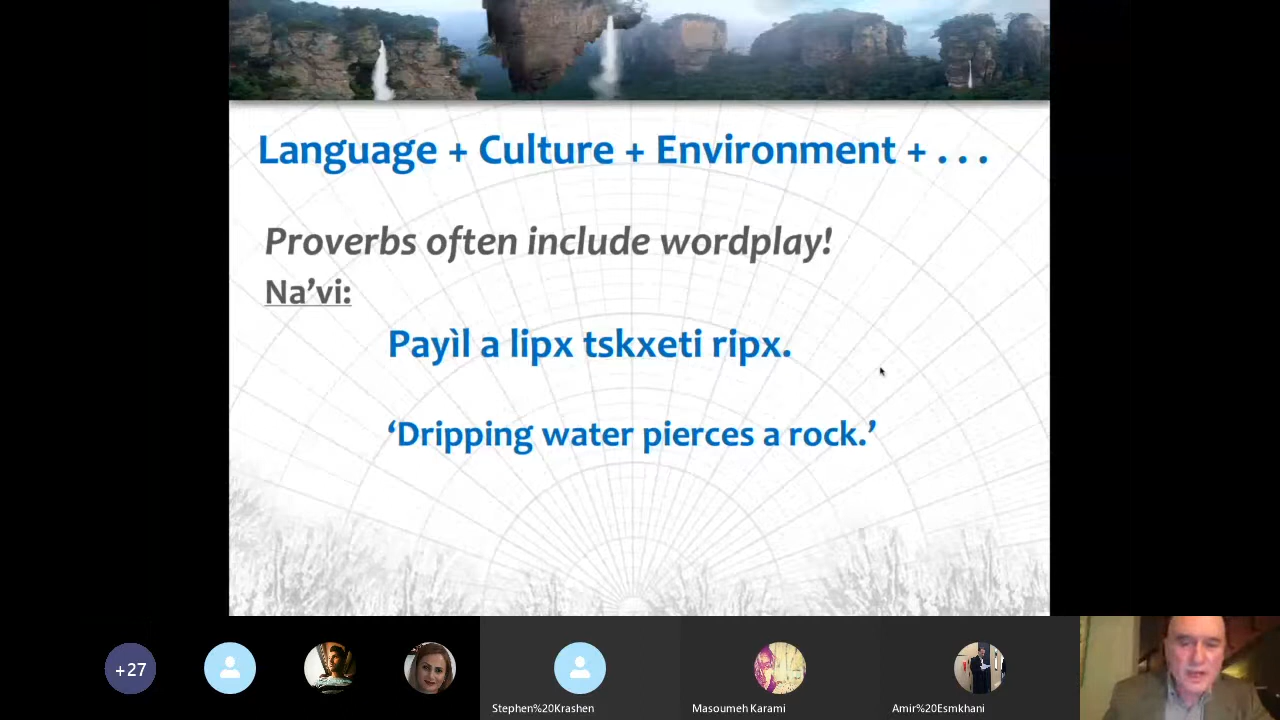 Language + Culture + Environment + . . .
Proverbs often include wordplay!
Na’vi:
Payìl a lipx tskxeti ripx.
‘Dripping water pierces a rock.’
+27
Stephen%20Krashen
Masoumeh Karami
Amir%20Esmkhani